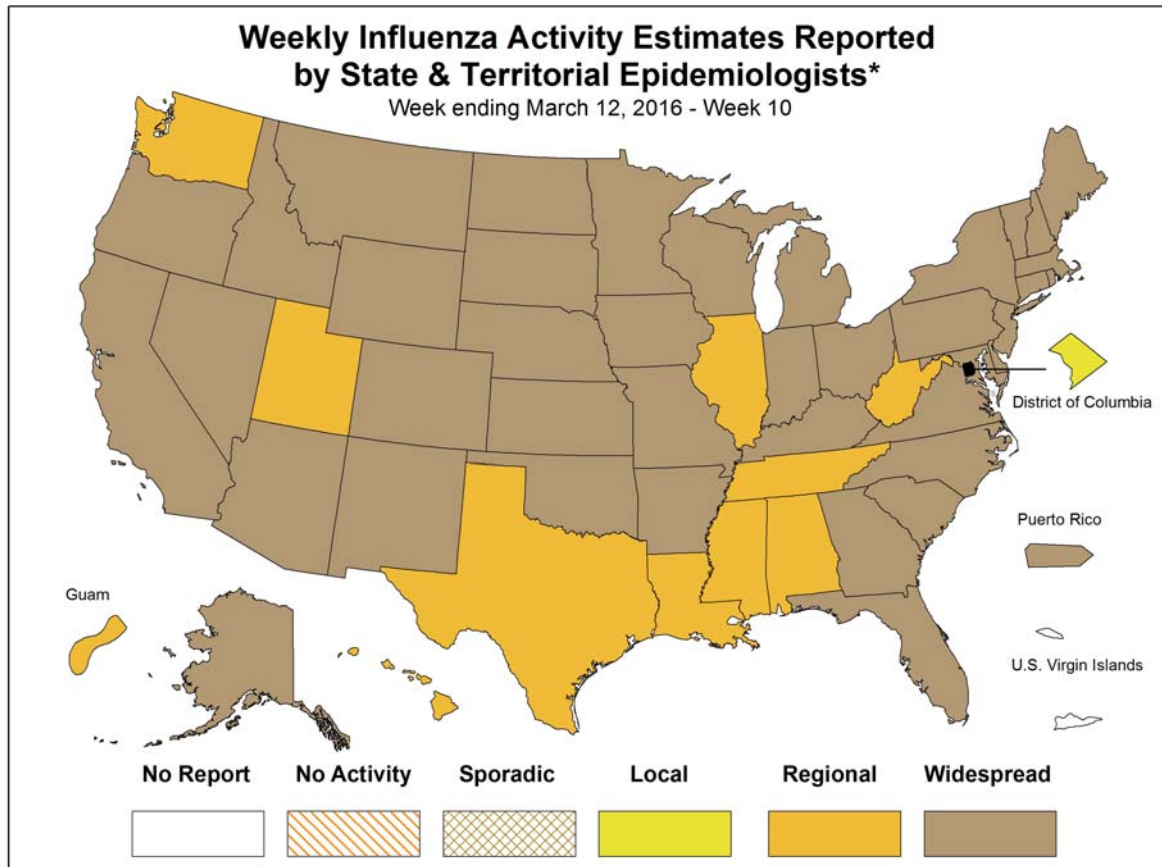 Weekly Influenza Activity Estimates Reported
by State & Territorial Epidemiologists*
Week ending March 12, 2016 - Week 10
District of Columbia
Puerto Rico
Guam
U.S. Virgin Islands
No Report
No Activity
Sporadic
Local
Regional
Widespread